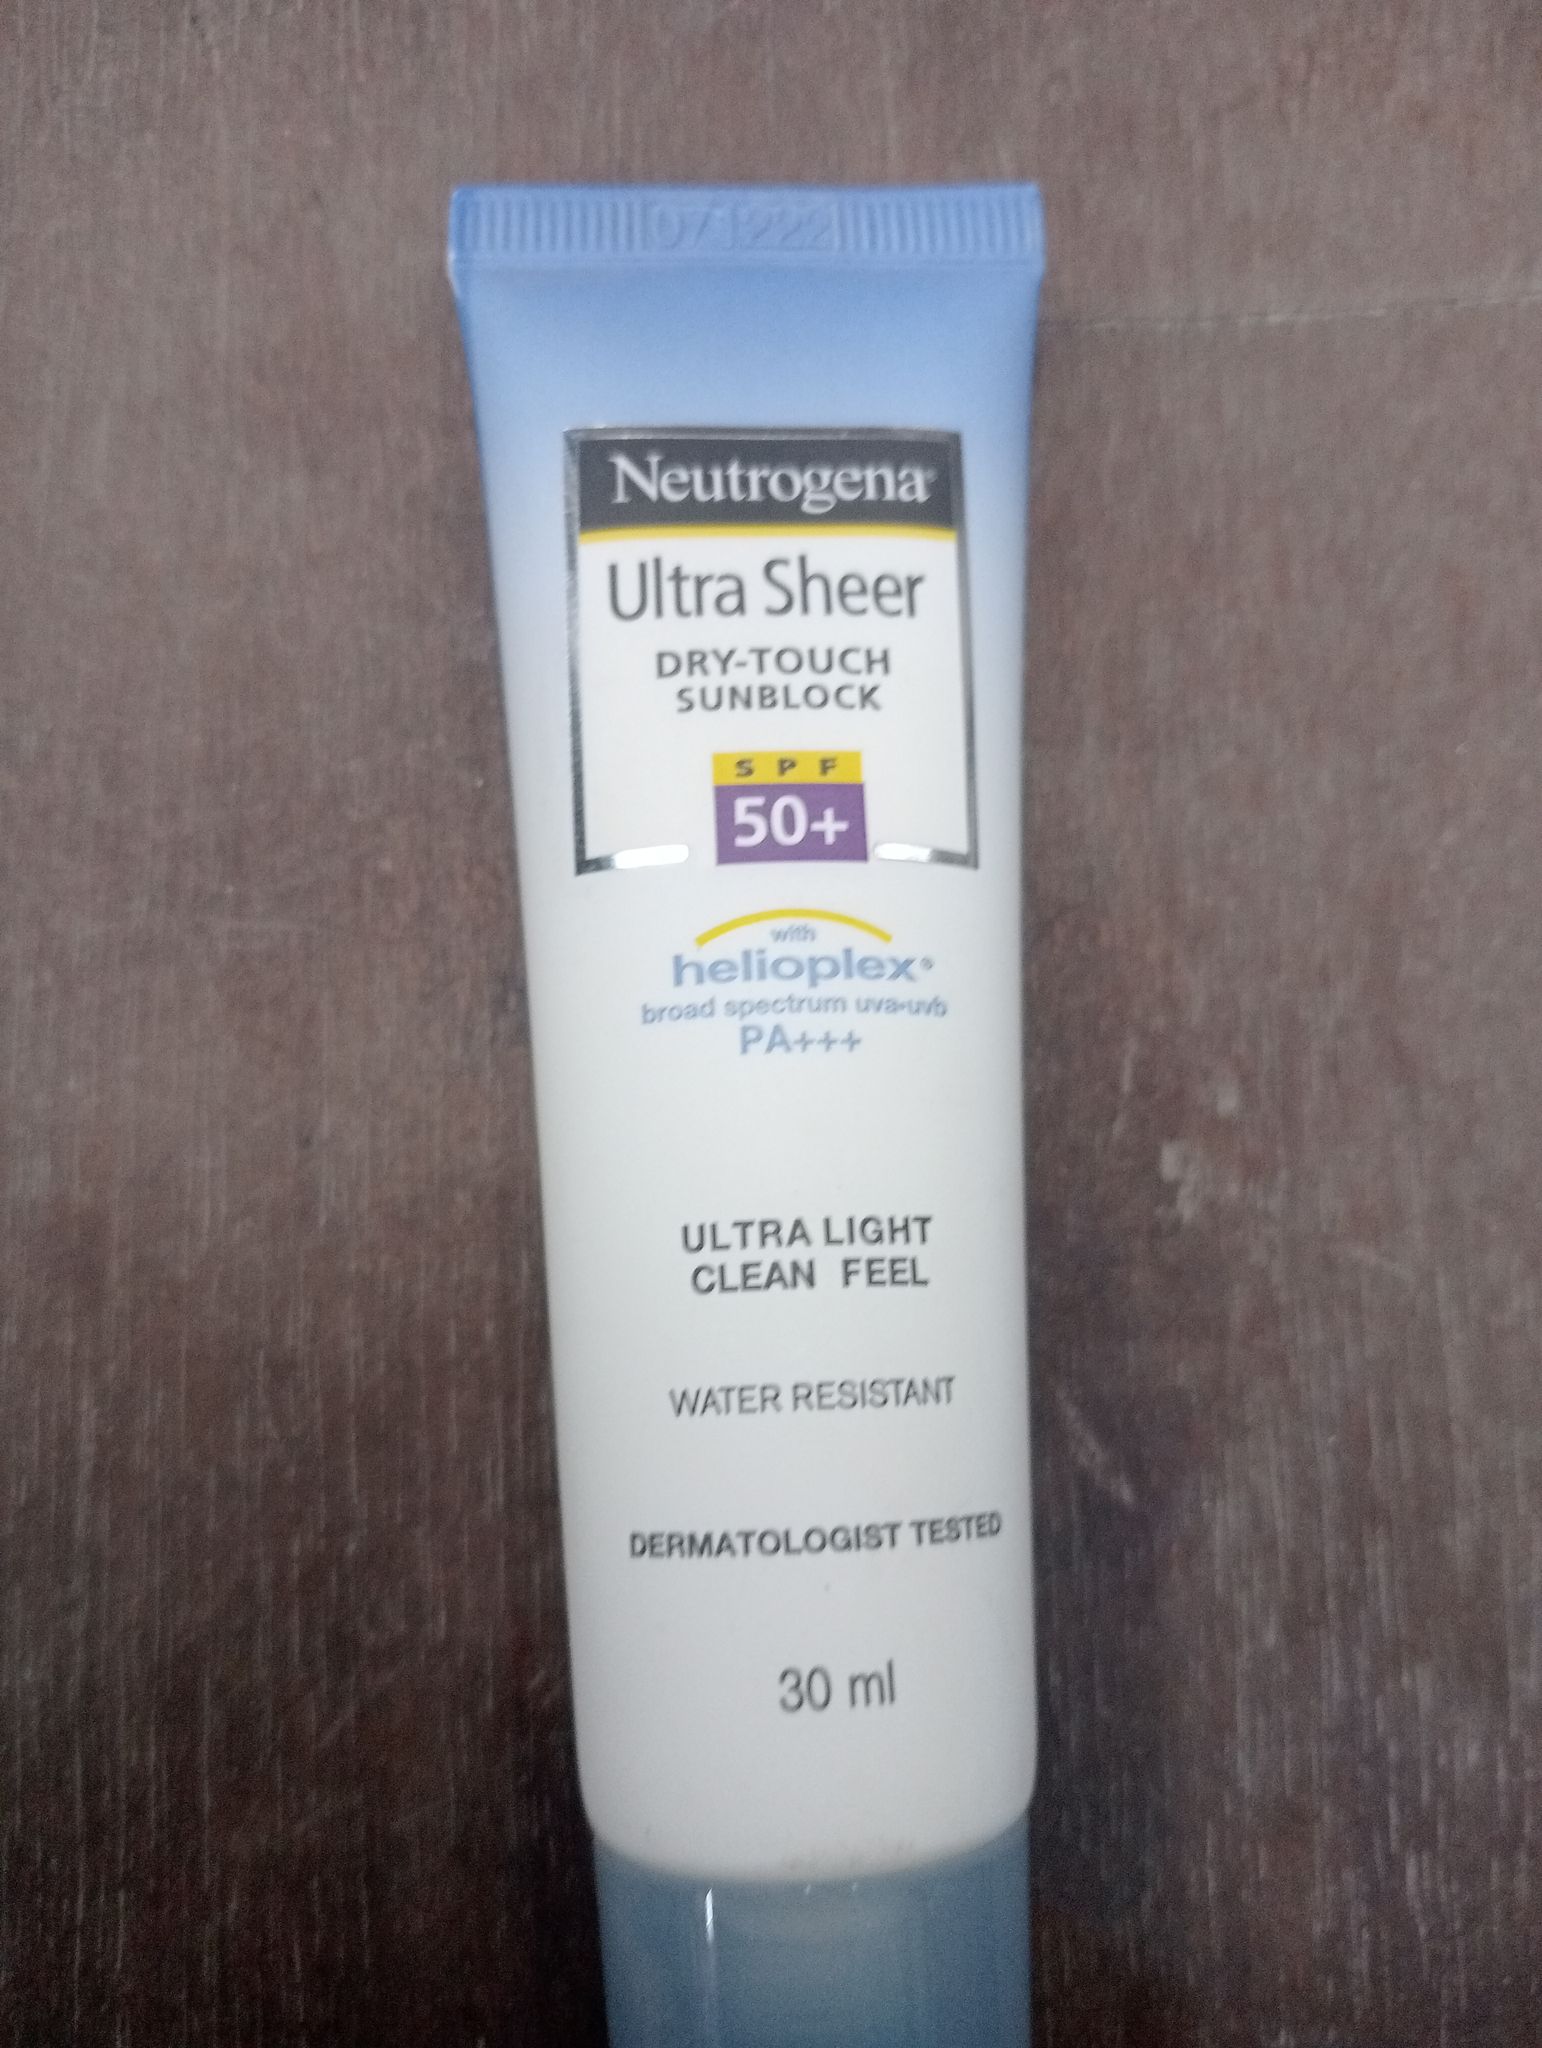 071222
Neutrogena®
Ultra Sheer
DRY-TOUCH
SUNBLOCK
SPF
50+
with
helioplex®
broad spectrum uva•uvb
PA+++
ULTRA LIGHT
CLEAN FEEL
WATER RESISTANT
DERMATOLOGIST TESTED
30 ml